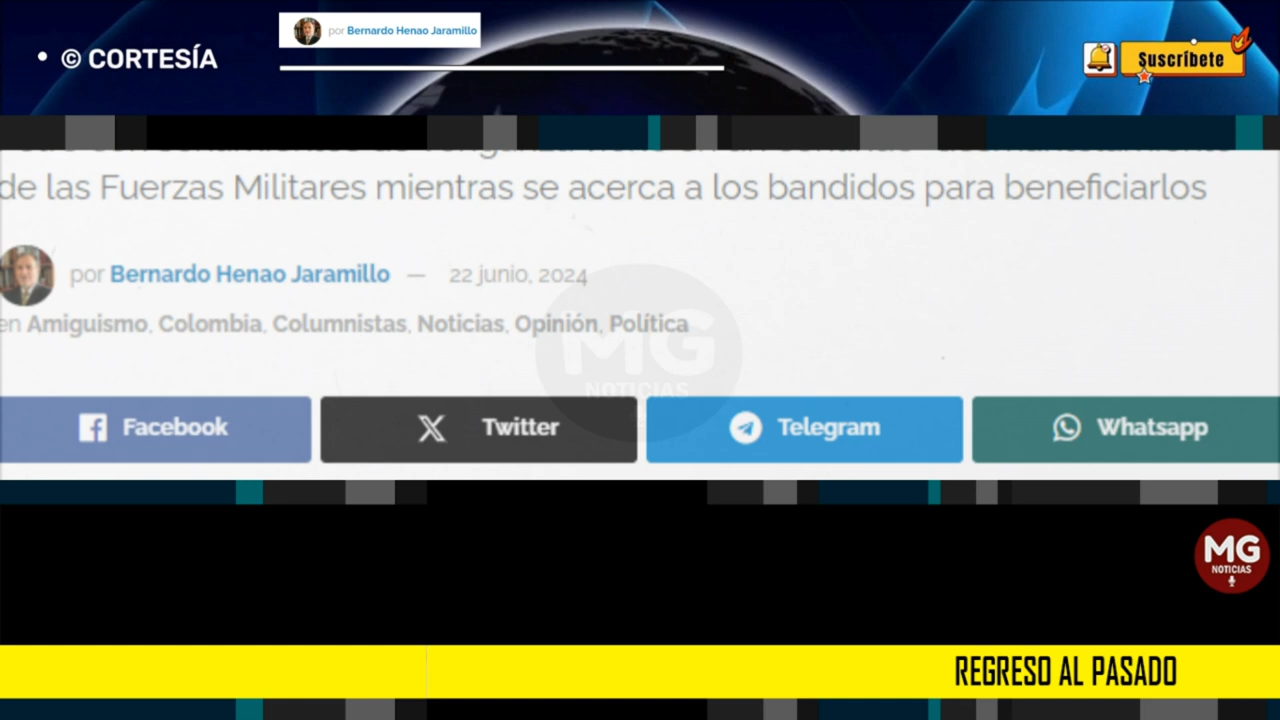 por Bernardo Henao Jaramillo
• © CORTESÍA
Suscríbete
de las Fuerzas Militares mientras se acerca a los bandidos para beneficiarlos
por Bernardo Henao Jaramillo — 22 junio, 2024
en Amiguismo, Colombia, Columnistas, Noticias, Opinión, Política
MG
NOTICIAS
Facebook
Twitter
Telegram
Whatsapp
MG
NOTICIAS
REGRESO AL PASADO